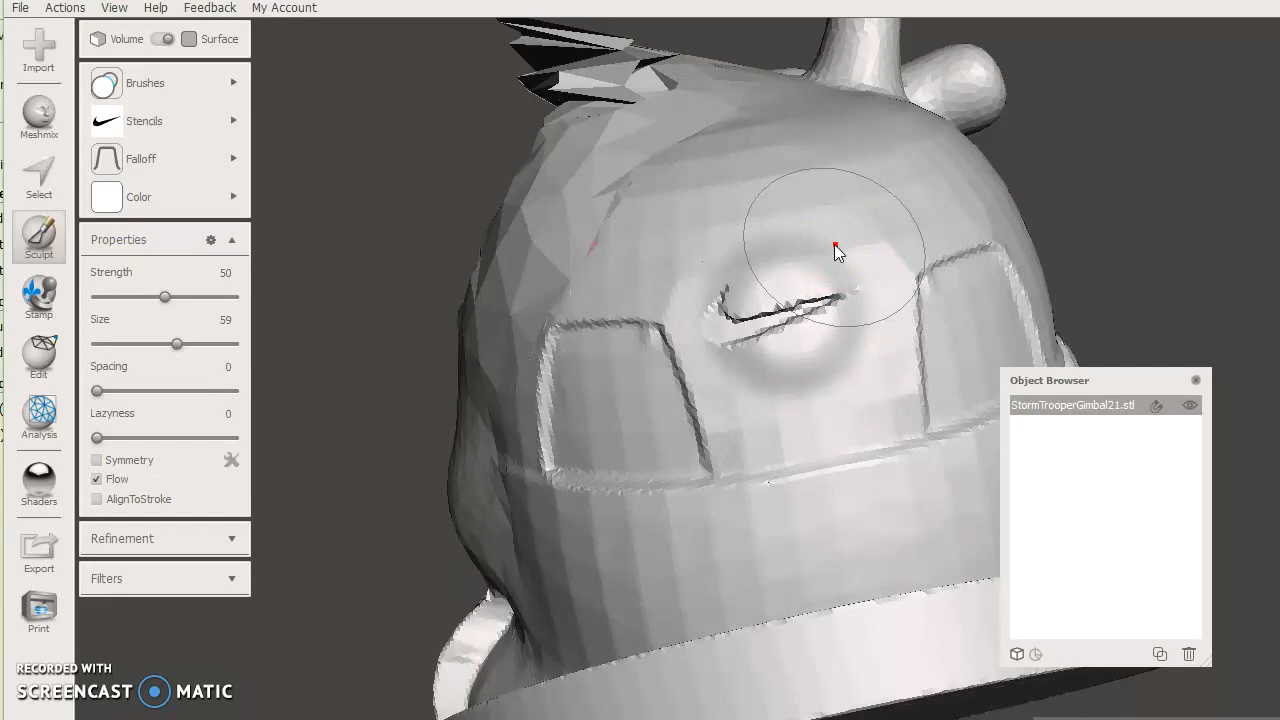 File Actions View Help Feedback My Account
Import
Meshmix
Select
Sculpt
Stamp
Edit
Analysis
Shaders
Export
Print
Volume Surface
Brushes
Stencils
Falloff
Color
Properties
Strength 50
Size 59
Spacing 0
Lazyness 0
Symmetry
Flow
AlignToStroke
Refinement
Filters
Object Browser
StormTrooperGimbal21.stl
RECORDED WITH
SCREENCAST MATIC